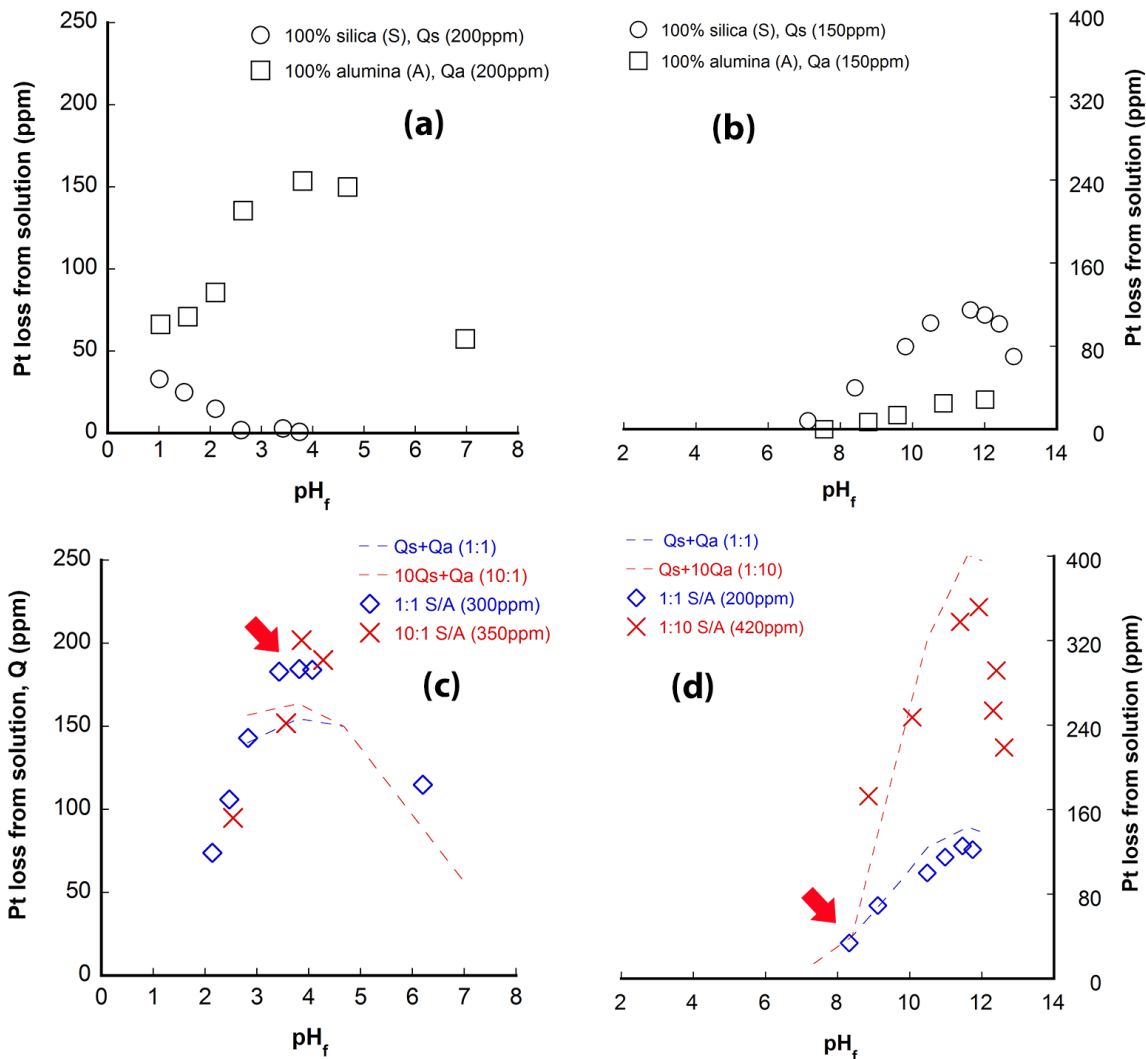 250
200
150
100
50
0
Pt loss from solution (ppm)
100% silica (S), Qs (200ppm)
100% alumina (A), Qa (200ppm)
(a)
0 1 2 3 4 5 6 7 8
pHf
100% silica (S), Qs (150ppm)
100% alumina (A), Qa (150ppm)
(b)
400
320
240
160
80
0
Pt loss from solution (ppm)
2 4 6 8 10 12 14
pHf
250
200
150
100
50
0
Pt loss from solution, Q (ppm)
Qs+Qa (1:1)
10Qs+Qa (10:1)
1:1 S/A (300ppm)
10:1 S/A (350ppm)
(c)
0 1 2 3 4 5 6 7 8
pHf
Qs+Qa (1:1)
Qs+10Qa (1:10)
1:1 S/A (200ppm)
1:10 S/A (420ppm)
(d)
400
320
240
160
80
0
Pt loss from solution (ppm)
2 4 6 8 10 12 14
pHf